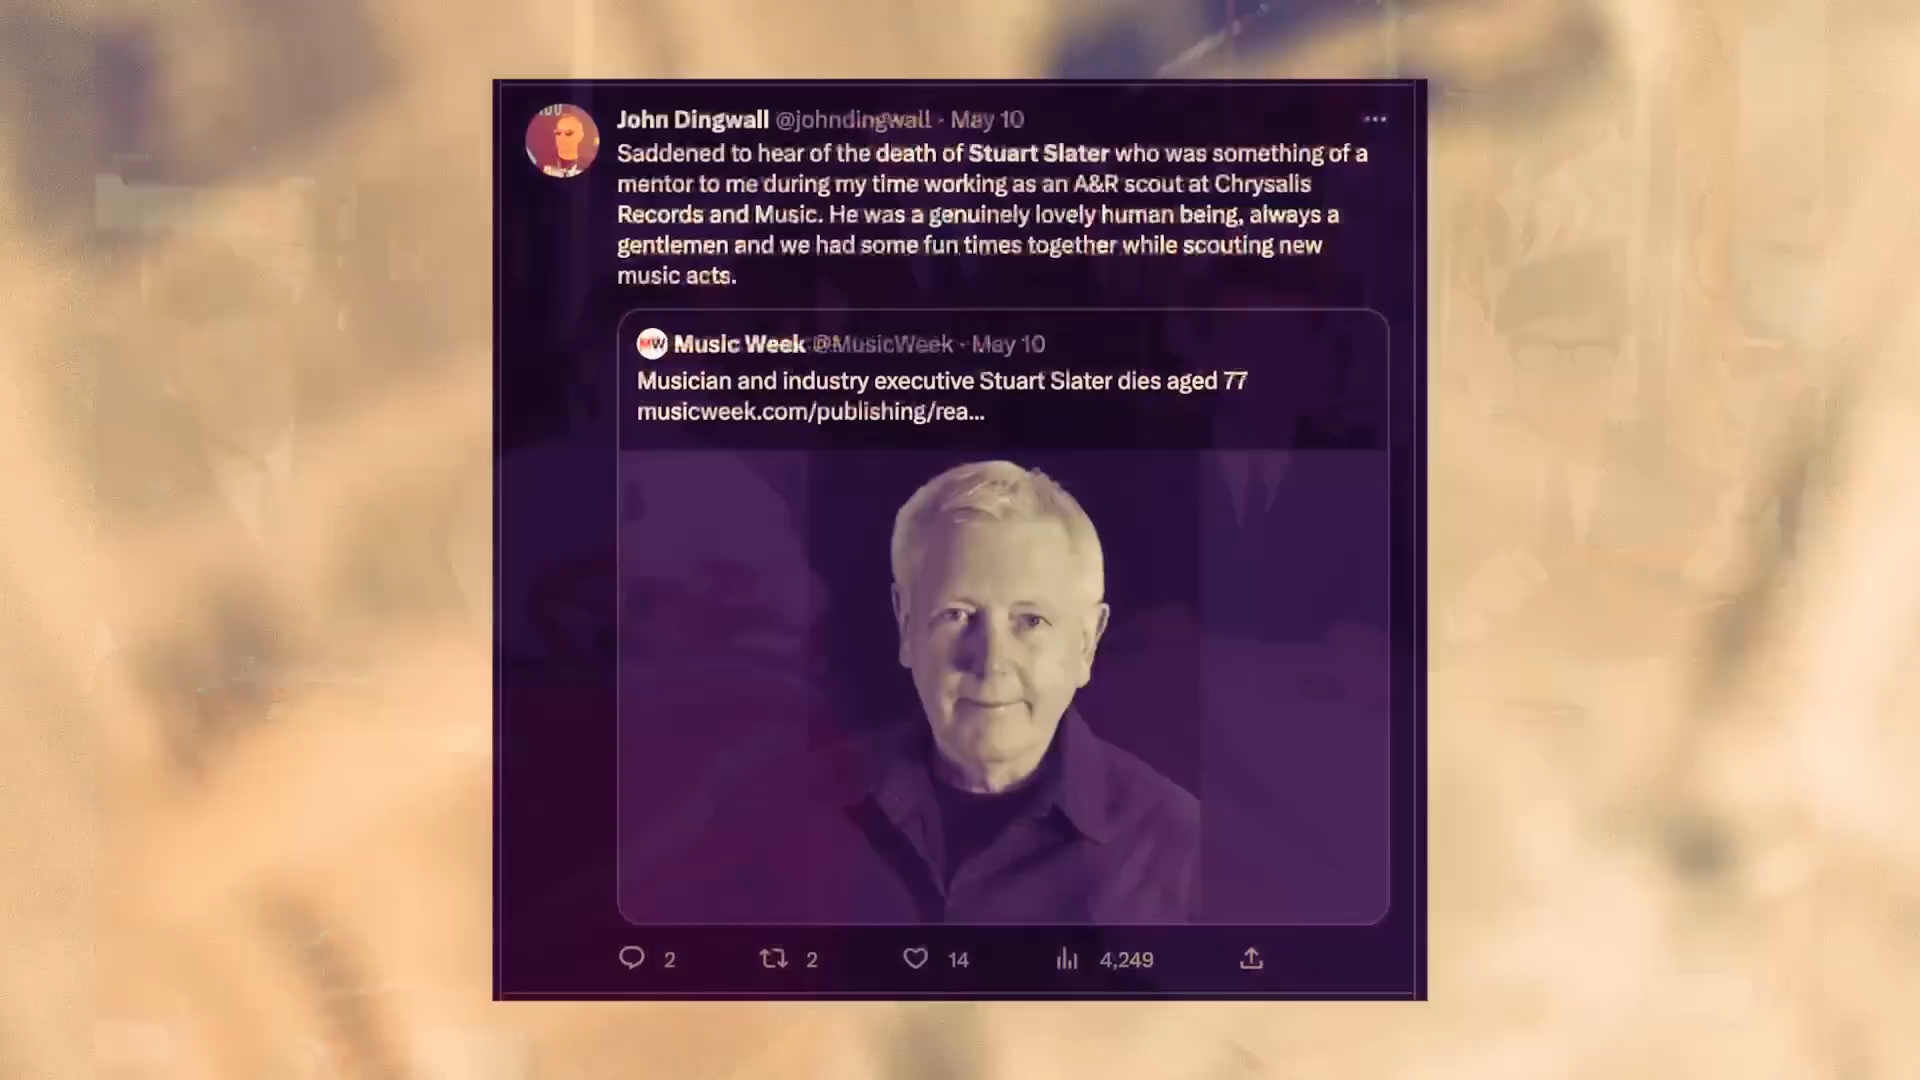 John Dingwall @johndingwall · May 10
Saddened to hear of the death of Stuart Slater who was something of a
mentor to me during my time working as an A&R scout at Chrysalis
Records and Music. He was a genuinely lovely human being, always a
gentlemen and we had some fun times together while scouting new
music acts.
MW Music Week @MusicWeek · May 10
Musician and industry executive Stuart Slater dies aged 77
musicweek.com/publishing/rea...
2 2 14 4,249